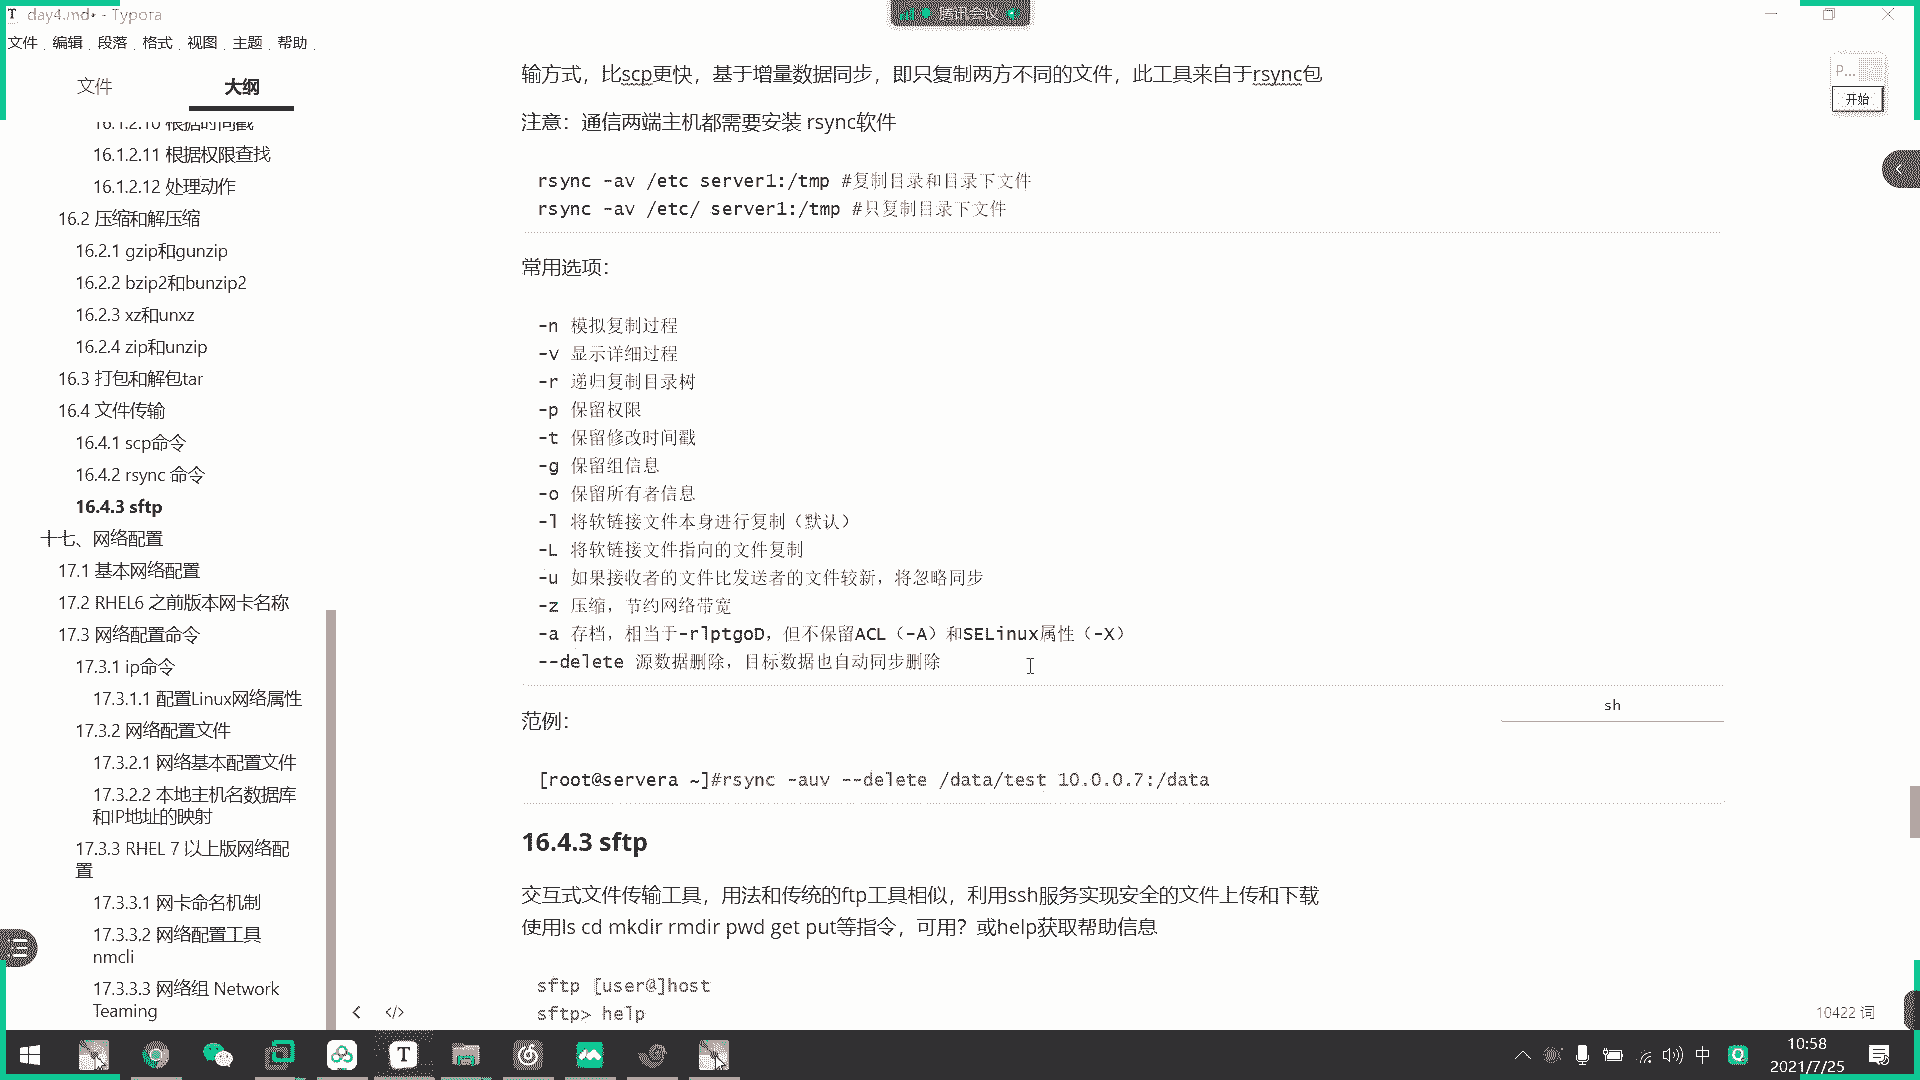 day4.md• - Typora
腾讯会议
文件 编辑 段落 格式 视图 主题 帮助
文件 大纲
16.1.2.10 根据时间戳
16.1.2.11 根据权限查找
16.1.2.12 处理动作
16.2 压缩和解压缩
16.2.1 gzip和gunzip
16.2.2 bzip2和bunzip2
16.2.3 xz和unxz
16.2.4 zip和unzip
16.3 打包和解包tar
16.4 文件传输
16.4.1 scp命令
16.4.2 rsync 命令
16.4.3 sftp
十七、网络配置
17.1 基本网络配置
17.2 RHEL6 之前版本网卡名称
17.3 网络配置命令
17.3.1 ip命令
17.3.1.1 配置Linux网络属性
17.3.2 网络配置文件
17.3.2.1 网络基本配置文件
17.3.2.2 本地主机名数据库
和IP地址的映射
17.3.3 RHEL 7 以上版网络配
置
17.3.3.1 网卡命名机制
17.3.3.2 网络配置工具
nmcli
17.3.3.3 网络组 Network
Teaming
输方式，比scp更快，基于增量数据同步，即只复制两方不同的文件，此工具来自于rsync包
注意：通信两端主机都需要安装 rsync软件
rsync -av /etc server1:/tmp #复制目录和目录下文件
rsync -av /etc/ server1:/tmp #只复制目录下文件
常用选项：
-n 模拟复制过程
-v 显示详细过程
-r 递归复制目录树
-p 保留权限
-t 保留修改时间戳
-g 保留组信息
-o 保留所有者信息
-l 将软链接文件本身进行复制（默认）
-L 将软链接文件指向的文件复制
-u 如果接收者的文件比发送者的文件较新，将忽略同步
-z 压缩，节约网络带宽
-a 存档，相当于-rlptgoD，但不保留ACL（-A）和SELinux属性（-X）
--delete 源数据删除，目标数据也自动同步删除
sh
范例：
[root@servera ~]#rsync -auv --delete /data/test 10.0.0.7:/data
16.4.3 sftp
交互式文件传输工具，用法和传统的ftp工具相似，利用ssh服务实现安全的文件上传和下载
使用ls cd mkdir rmdir pwd get put等指令，可用？或help获取帮助信息
sftp [user@]host
sftp> help
P...
开始
10422 词
中
10:58
2021/7/25